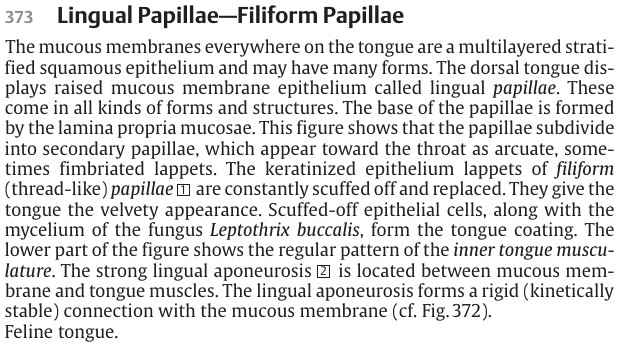 373 Lingual Papillae—Filiform Papillae
The mucous membranes everywhere on the tongue are a multilayered strati-
fied squamous epithelium and may have many forms. The dorsal tongue dis-
plays raised mucous membrane epithelium called lingual papillae. These
come in all kinds of forms and structures. The base of the papillae is formed
by the lamina propria mucosae. This figure shows that the papillae subdivide
into secondary papillae, which appear toward the throat as arcuate, some-
times fimbriated lappets. The keratinized epithelium lappets of filiform
(thread-like) papillae 1 are constantly scuffed off and replaced. They give the
tongue the velvety appearance. Scuffed-off epithelial cells, along with the
mycelium of the fungus Leptothrix buccalis, form the tongue coating. The
lower part of the figure shows the regular pattern of the inner tongue muscu-
lature. The strong lingual aponeurosis 2 is located between mucous mem-
brane and tongue muscles. The lingual aponeurosis forms a rigid (kinetically
stable) connection with the mucous membrane (cf. Fig. 372).
Feline tongue.